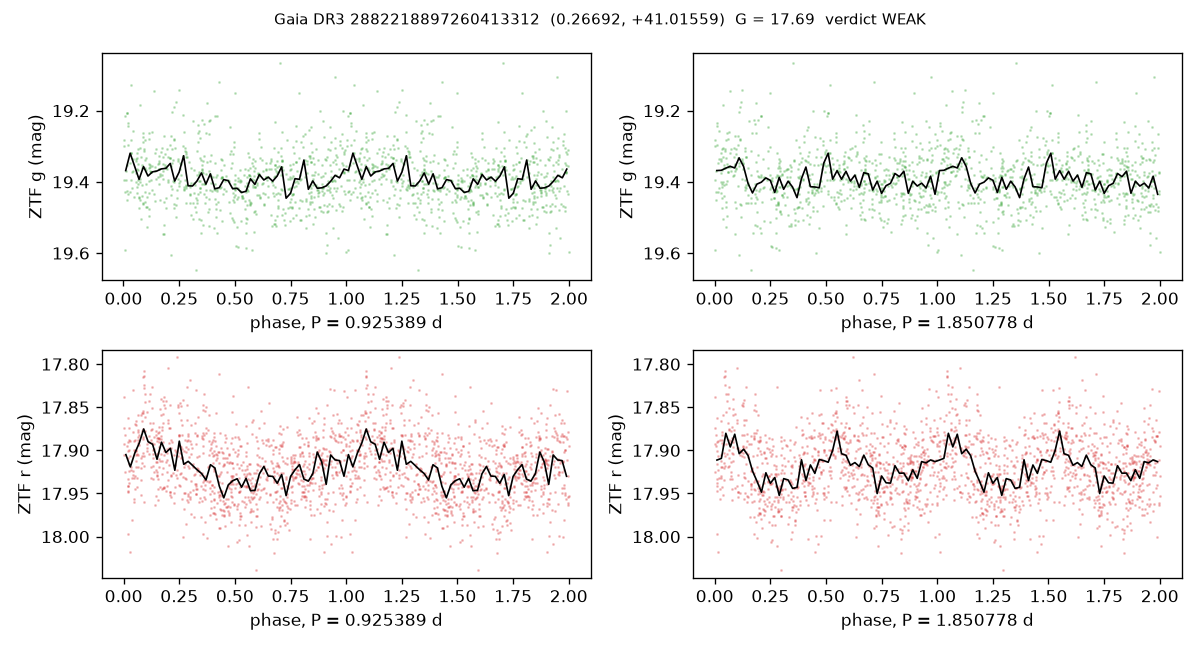 Gaia DR3 2882218897260413312 (0.26692, +41.01559) G = 17.69 verdict WEAK
ZTF g (mag)
19.2
19.4
19.6
0.00 0.25 0.50 0.75 1.00 1.25 1.50 1.75 2.00
phase, P = 0.925389 d
ZTF g (mag)
19.2
19.4
19.6
0.00 0.25 0.50 0.75 1.00 1.25 1.50 1.75 2.00
phase, P = 1.850778 d
ZTF r (mag)
17.80
17.85
17.90
17.95
18.00
0.00 0.25 0.50 0.75 1.00 1.25 1.50 1.75 2.00
phase, P = 0.925389 d
ZTF r (mag)
17.80
17.85
17.90
17.95
18.00
0.00 0.25 0.50 0.75 1.00 1.25 1.50 1.75 2.00
phase, P = 1.850778 d